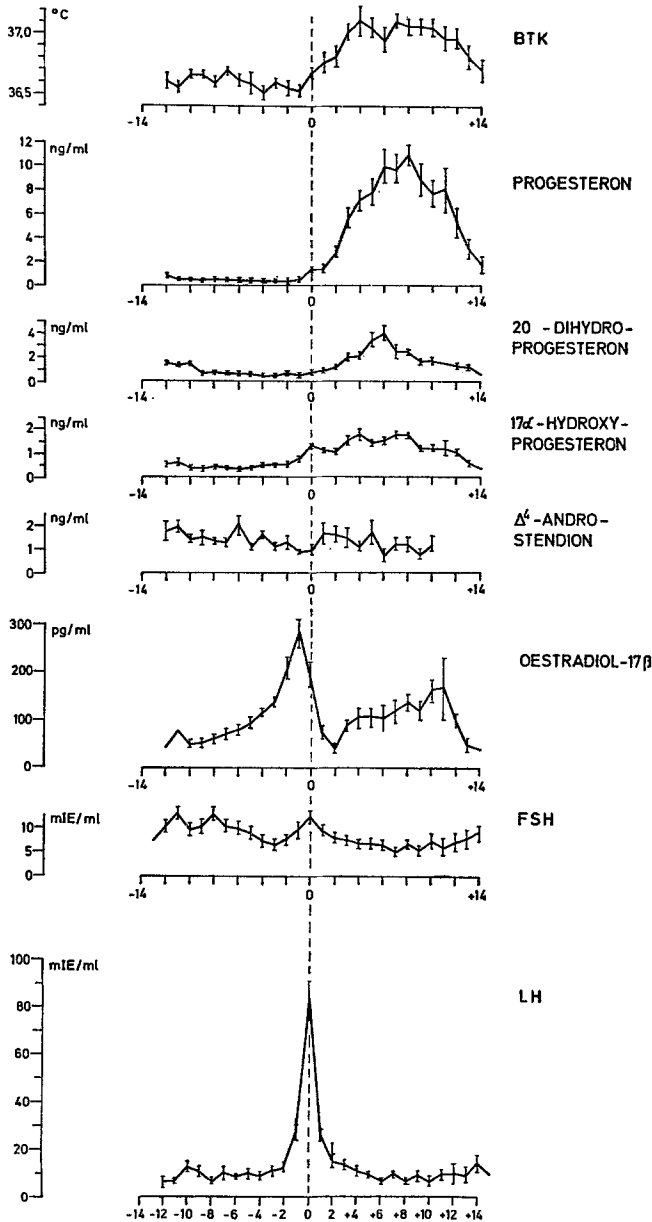 °C
37,0
36,5
BTK
-14 0 +14
ng/ml
12
10
8
6
4
2
0
PROGESTERON
-14 0 +14
ng/ml
4
2
0
20 -DIHYDRO-
PROGESTERON
-14 0 +14
ng/ml
2
1
0
17α-HYDROXY-
PROGESTERON
-14 0 +14
ng/ml
2
1
0
Δ4-ANDRO-
STENDION
-14 0 +14
pg/ml
300
200
100
0
OESTRADIOL-17β
-14 0 +14
mIE/ml
10
5
0
FSH
-14 0 +14
mIE/ml
100
80
60
40
20
0
LH
-14 -12 -10 -8 -6 -4 -2 0 2 +4 +6 +8 +10 +12 +14